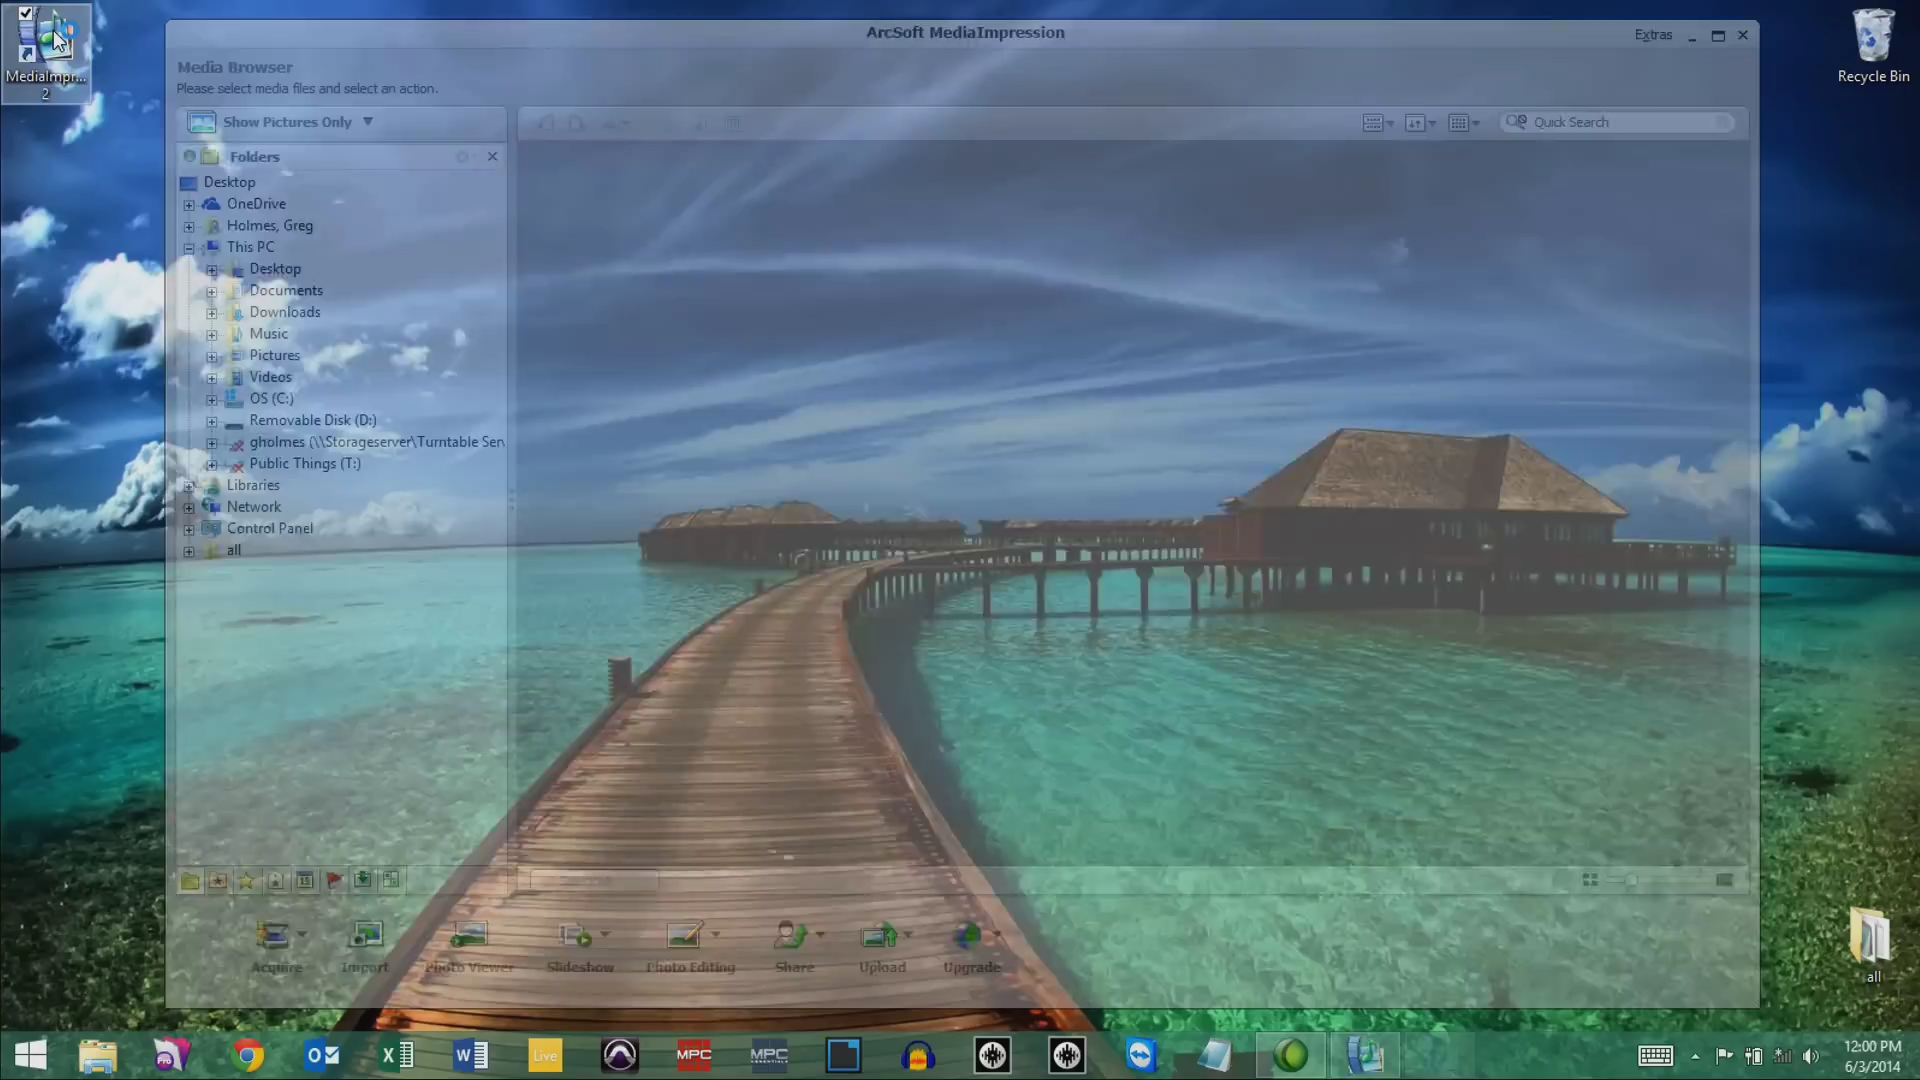 MediaImpr...
2
Recycle Bin
ArcSoft MediaImpression
Extras
Media Browser
Please select media files and select an action.
Show Pictures Only
Quick Search
Folders
Desktop
OneDrive
Holmes, Greg
This PC
Desktop
Documents
Downloads
Music
Pictures
Videos
OS (C:)
Removable Disk (D:)
gholmes (\\Storageserver\Turntable Ser
Public Things (T:)
Libraries
Network
Control Panel
all
15
Acquire
Import
Photo Viewer
Slideshow
Photo Editing
Share
Upload
Upgrade
all
Pro
O
X
W
Live
MPC
MPC
12:00 PM
6/3/2014